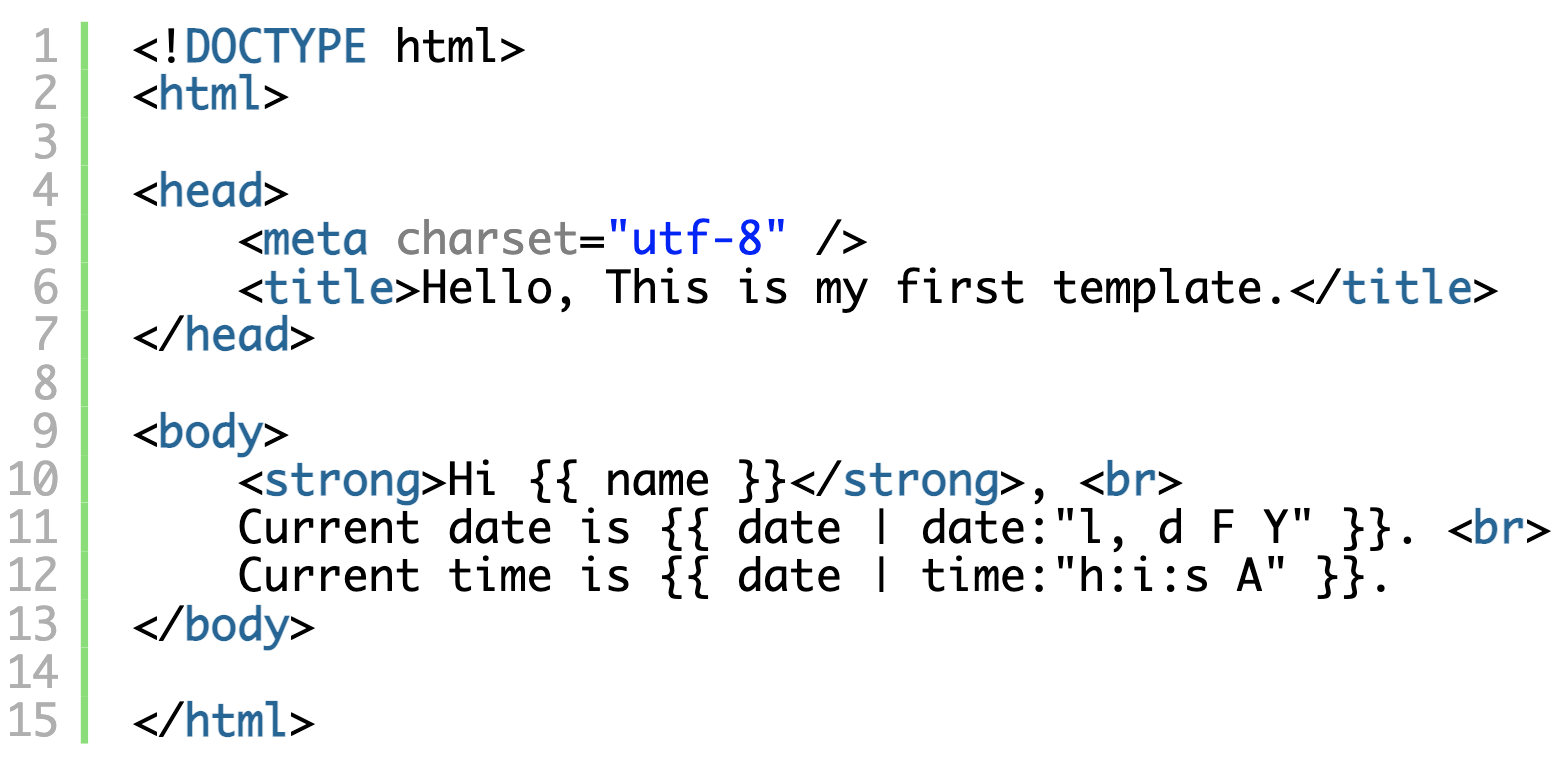 1 <!DOCTYPE html>
2 <html>
3
4 <head>
5     <meta charset="utf-8" />
6     <title>Hello, This is my first template.</title>
7 </head>
8
9 <body>
10     <strong>Hi {{ name }}</strong>, <br>
11     Current date is {{ date | date:"l, d F Y" }}. <br>
12     Current time is {{ date | time:"h:i:s A" }}.
13 </body>
14
15 </html>